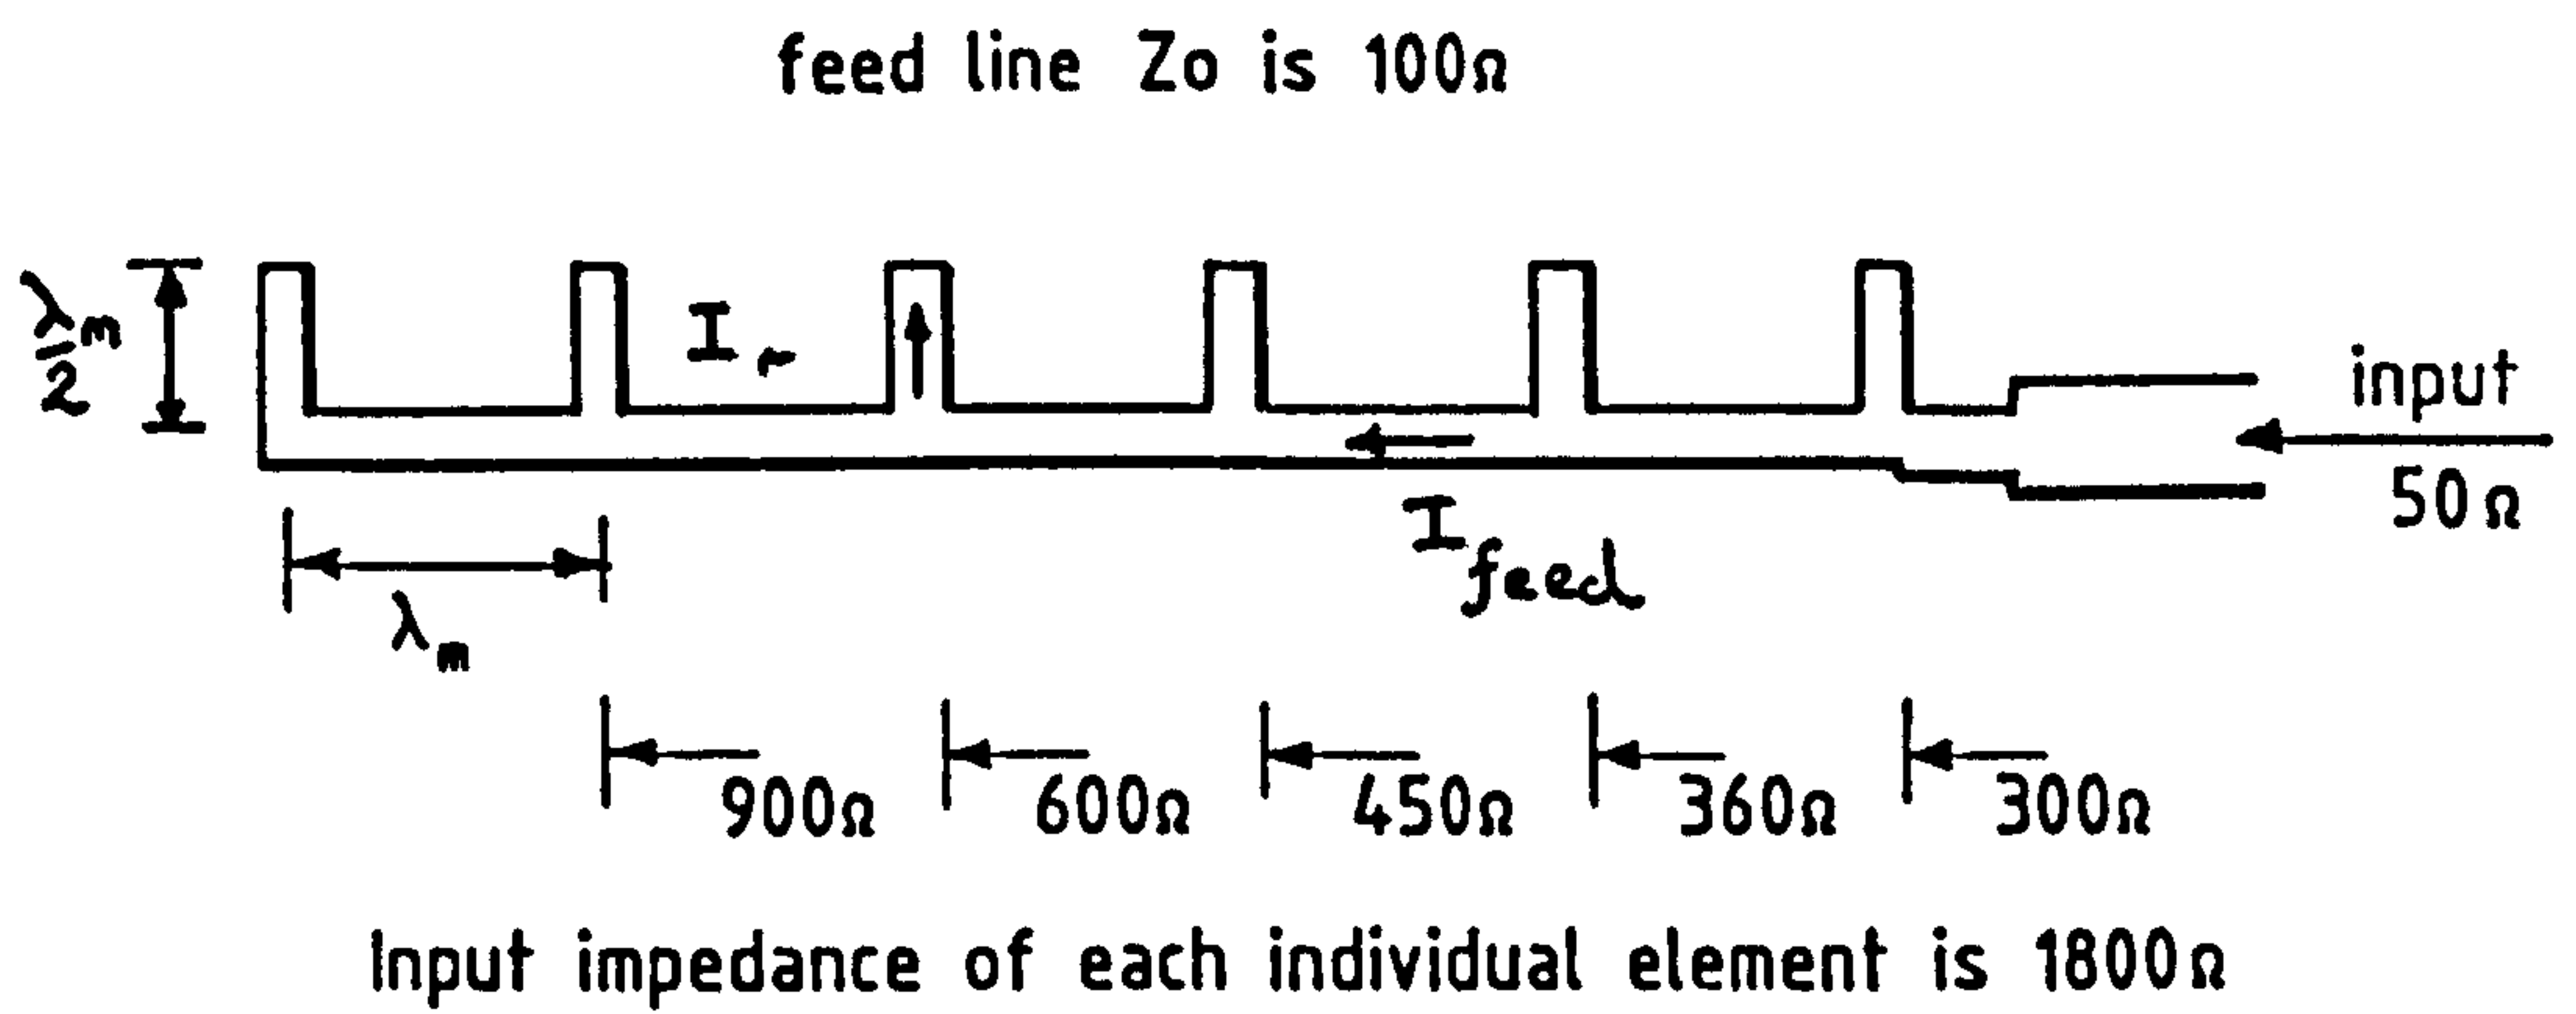 feed line Zo is 100Ω
λm/2
Ir
input
50Ω
Ifeed
λm
900Ω 600Ω 450Ω 360Ω 300Ω
Input impedance of each individual element is 1800Ω